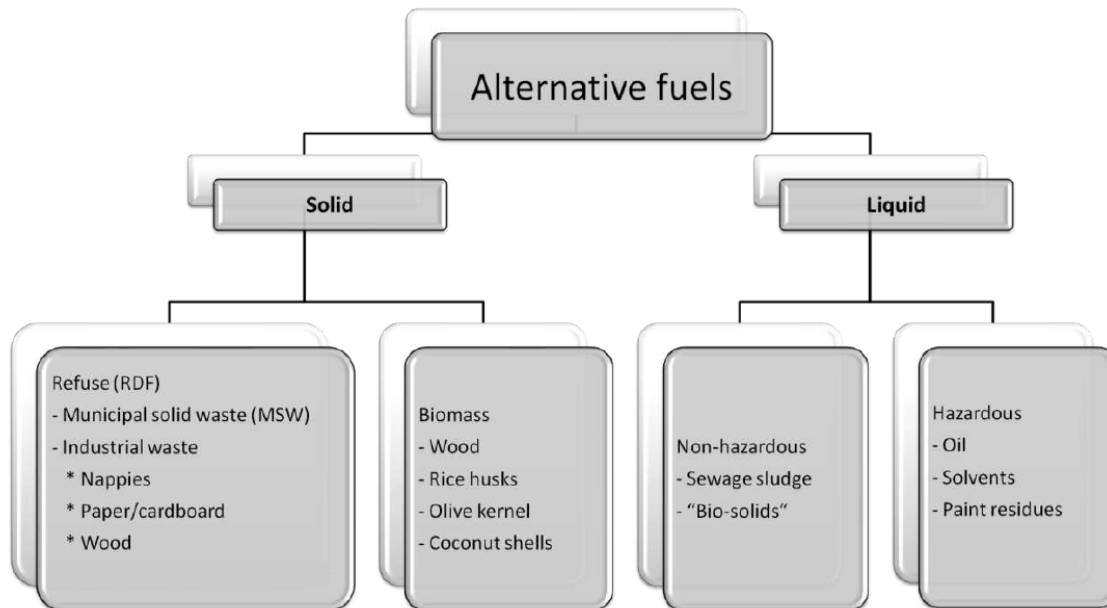 Alternative fuels
Solid
Liquid
Refuse (RDF)
- Municipal solid waste (MSW)
- Industrial waste
* Nappies
* Paper/cardboard
* Wood
Biomass
- Wood
- Rice husks
- Olive kernel
- Coconut shells
Non-hazardous
- Sewage sludge
- “Bio-solids“
Hazardous
- Oil
- Solvents
- Paint residues